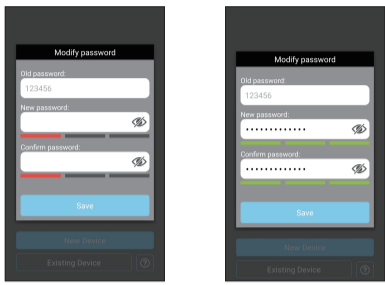 Modify password
Old password:
123456
New password:
Confirm password:
Save
New Device
Existing Device
?
Modify password
Old password:
123456
New password:
•••••••••••••
Confirm password:
•••••••••••••
Save
New Device
Existing Device
?